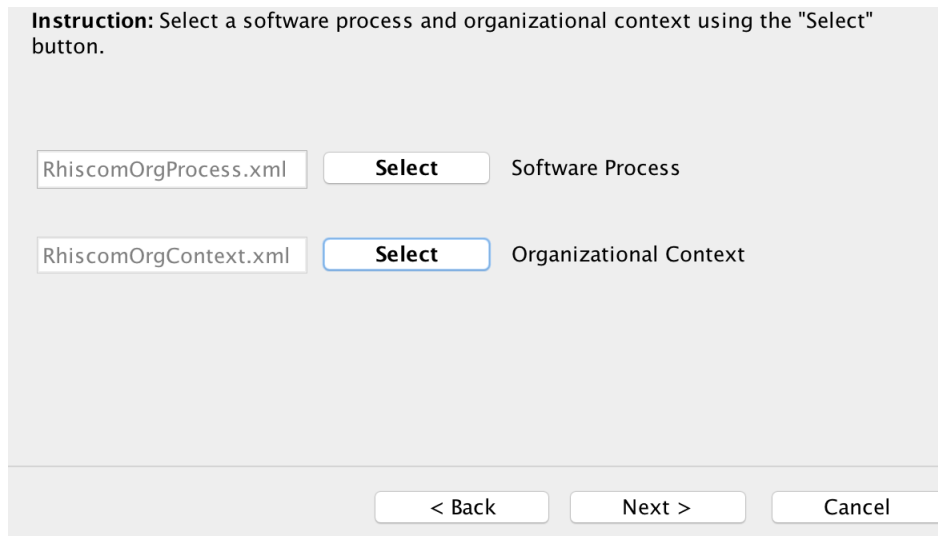 Instruction: Select a software process and organizational context using the "Select"
button.
RhiscomOrgProcess.xml Select Software Process
RhiscomOrgContext.xml Select Organizational Context
< Back Next > Cancel